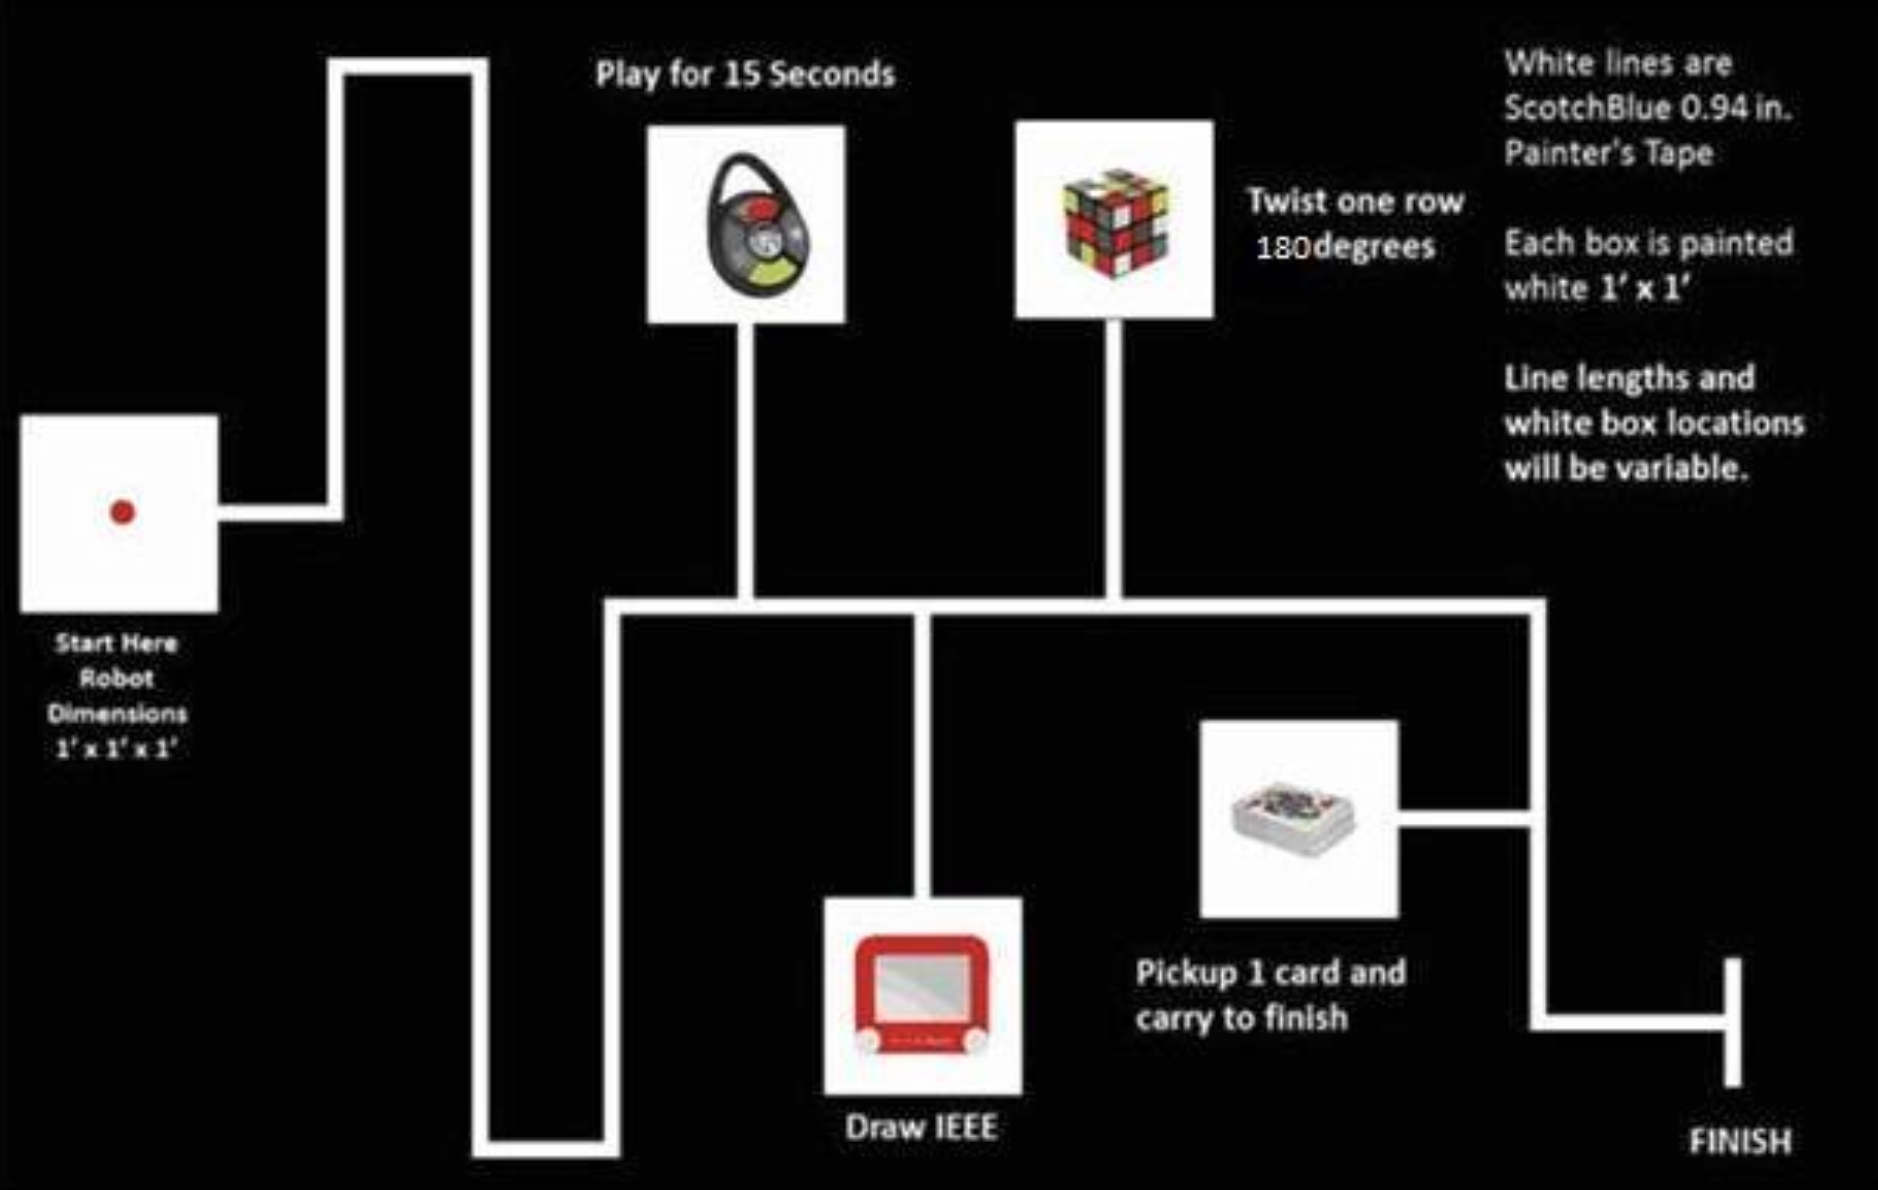 Play for 15 Seconds
White lines are
ScotchBlue 0.94 in.
Painter's Tape
Twist one row
180degrees
Each box is painted
white 1' x 1'
Line lengths and
white box locations
will be variable.
Start Here
Robot
Dimensions
1' x 1' x 1'
Pickup 1 card and
carry to finish
Draw IEEE
FINISH